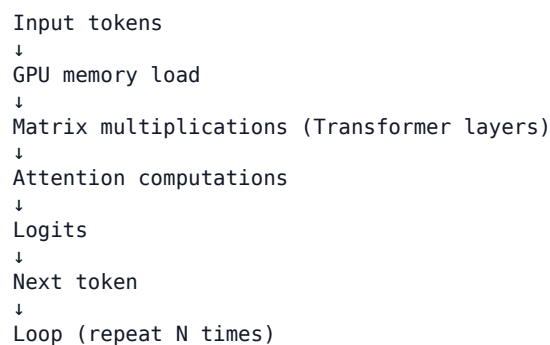 Input tokens
↓
GPU memory load
↓
Matrix multiplications (Transformer layers)
↓
Attention computations
↓
Logits
↓
Next token
↓
Loop (repeat N times)